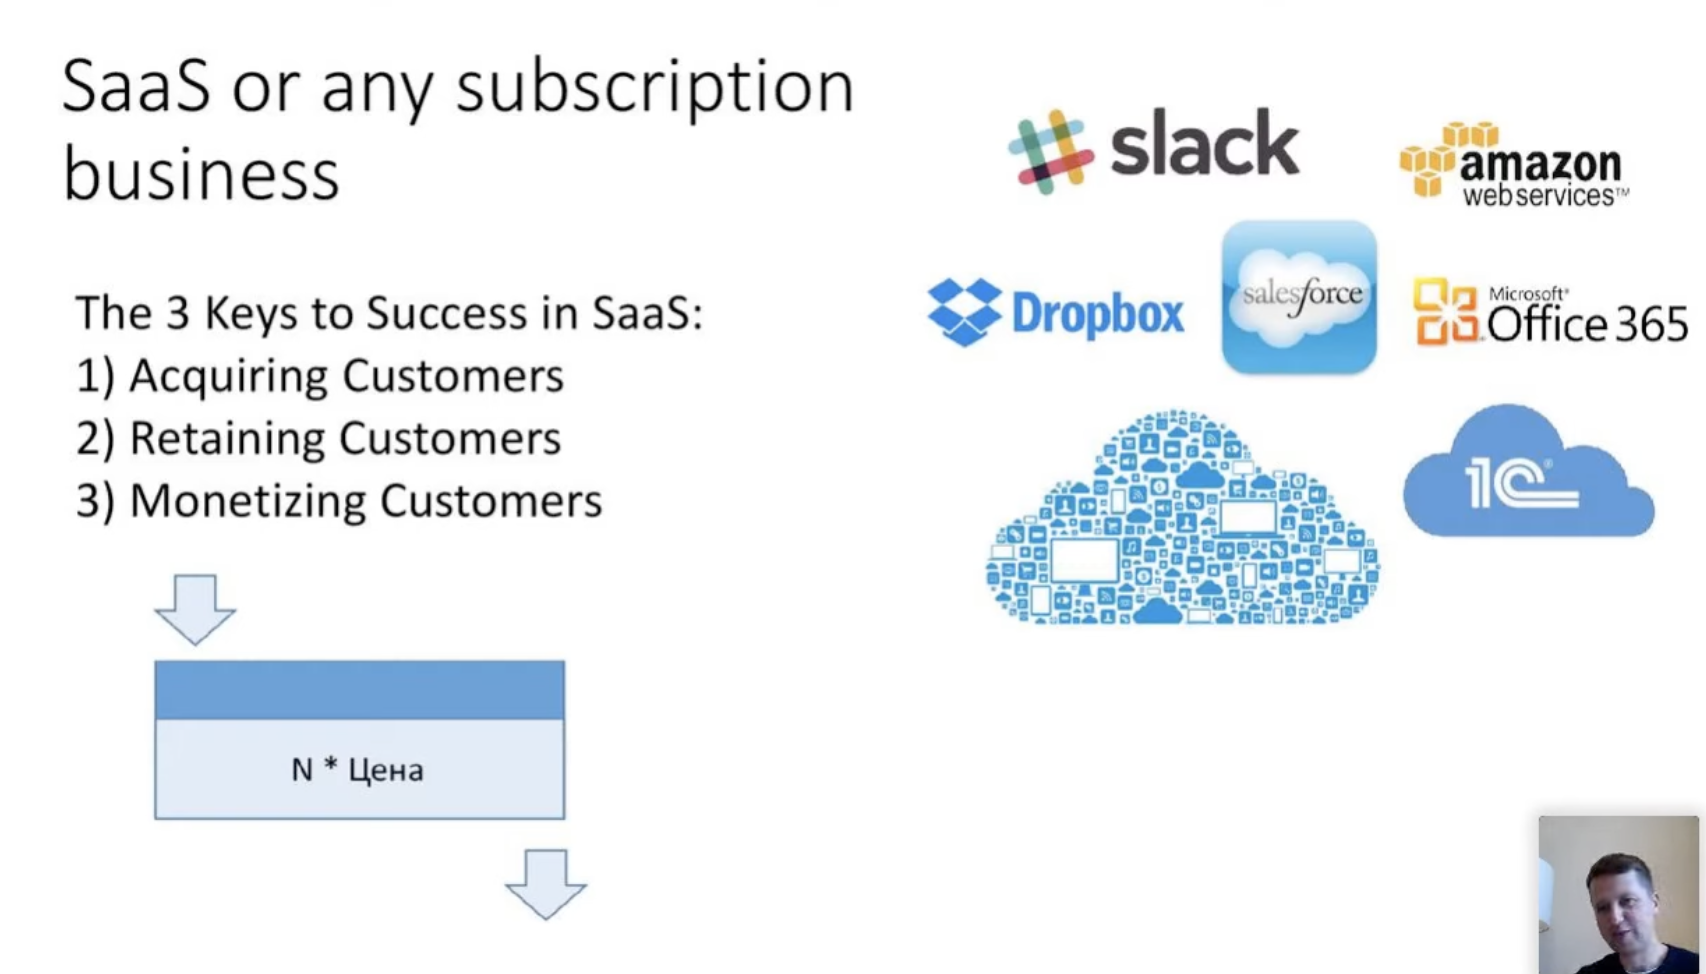 SaaS or any subscription
business
The 3 Keys to Success in SaaS:
1) Acquiring Customers
2) Retaining Customers
3) Monetizing Customers
N * Цена
slack
amazon
webservices™
Dropbox
salesforce
Microsoft®
Office 365
1C®